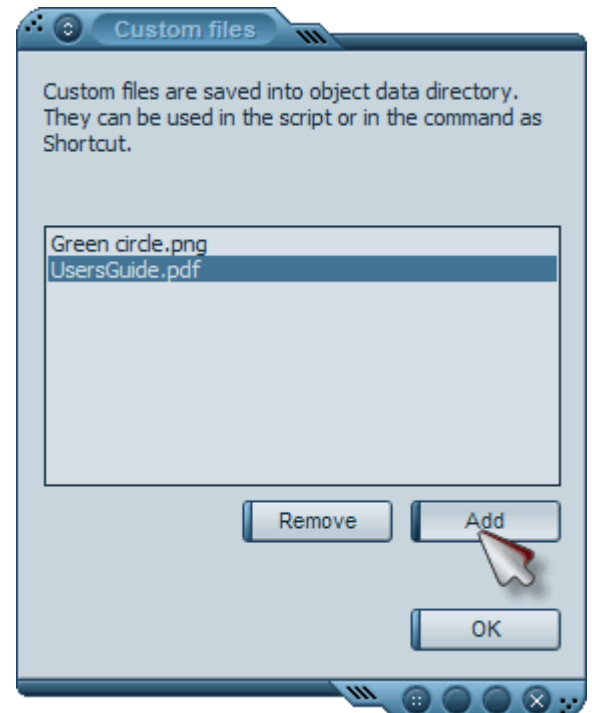 Custom files
Custom files are saved into object data directory.
They can be used in the script or in the command as
Shortcut.
Green circle.png
UsersGuide.pdf
Remove
Add
OK